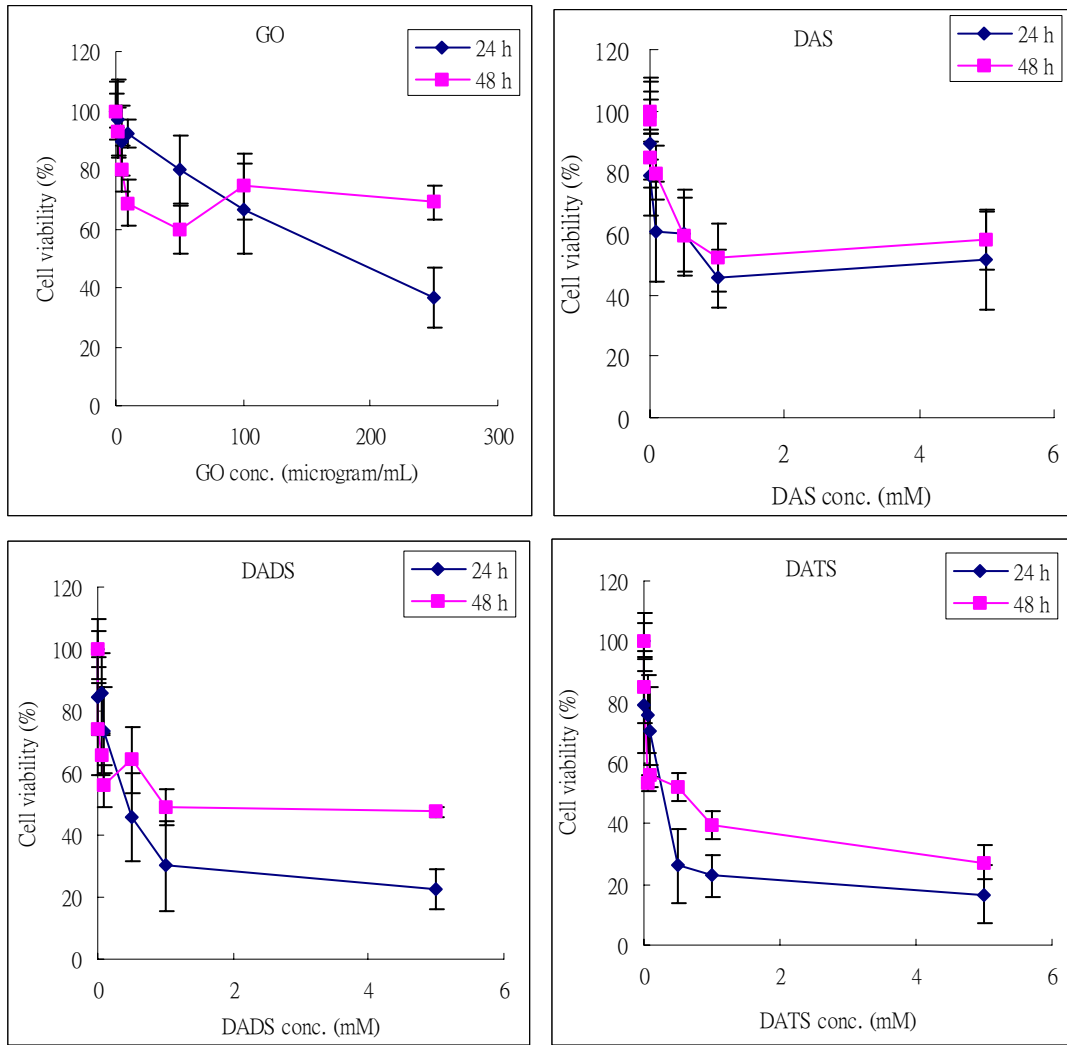 GO
24 h
48 h
120
100
80
60
40
20
0
Cell viability (%)
0 100 200 300
GO conc. (microgram/mL)
DAS
24 h
48 h
120
100
80
60
40
20
0
Cell viability (%)
0 2 4 6
DAS conc. (mM)
DADS
24 h
48 h
120
100
80
60
40
20
0
Cell viability (%)
0 2 4 6
DADS conc. (mM)
DATS
24 h
48 h
120
100
80
60
40
20
0
Cell viability (%)
0 2 4 6
DATS conc. (mM)